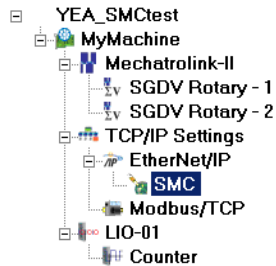 YEA_SMCtest
MyMachine
Mechatrolink-II
SGDV Rotary - 1
SGDV Rotary - 2
TCP/IP Settings
EtherNet/IP
SMC
Modbus/TCP
LIO-01
Counter